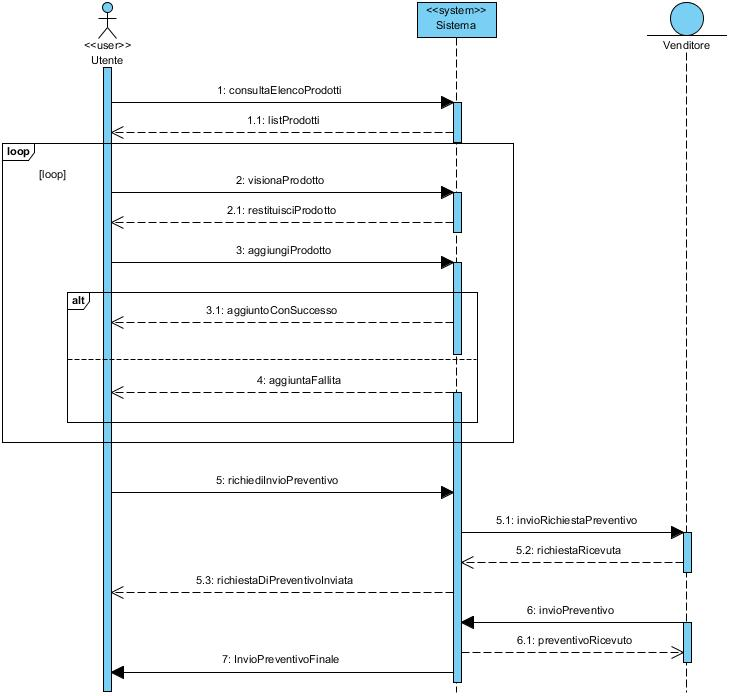 <<user>>
Utente
<<system>>
Sistema
Venditore
1: consultaElencoProdotti
1.1: listProdotti
loop
[loop]
2: visionaProdotto
2.1: restituisciProdotto
3: aggiungiProdotto
alt
3.1: aggiuntoConSuccesso
4: aggiuntaFallita
5: richiediInvioPreventivo
5.1: invioRichiestaPreventivo
5.2: richiestaRicevuta
5.3: richiestaDiPreventivoInviata
6: invioPreventivo
6.1: preventivoRicevuto
7: InvioPreventivoFinale